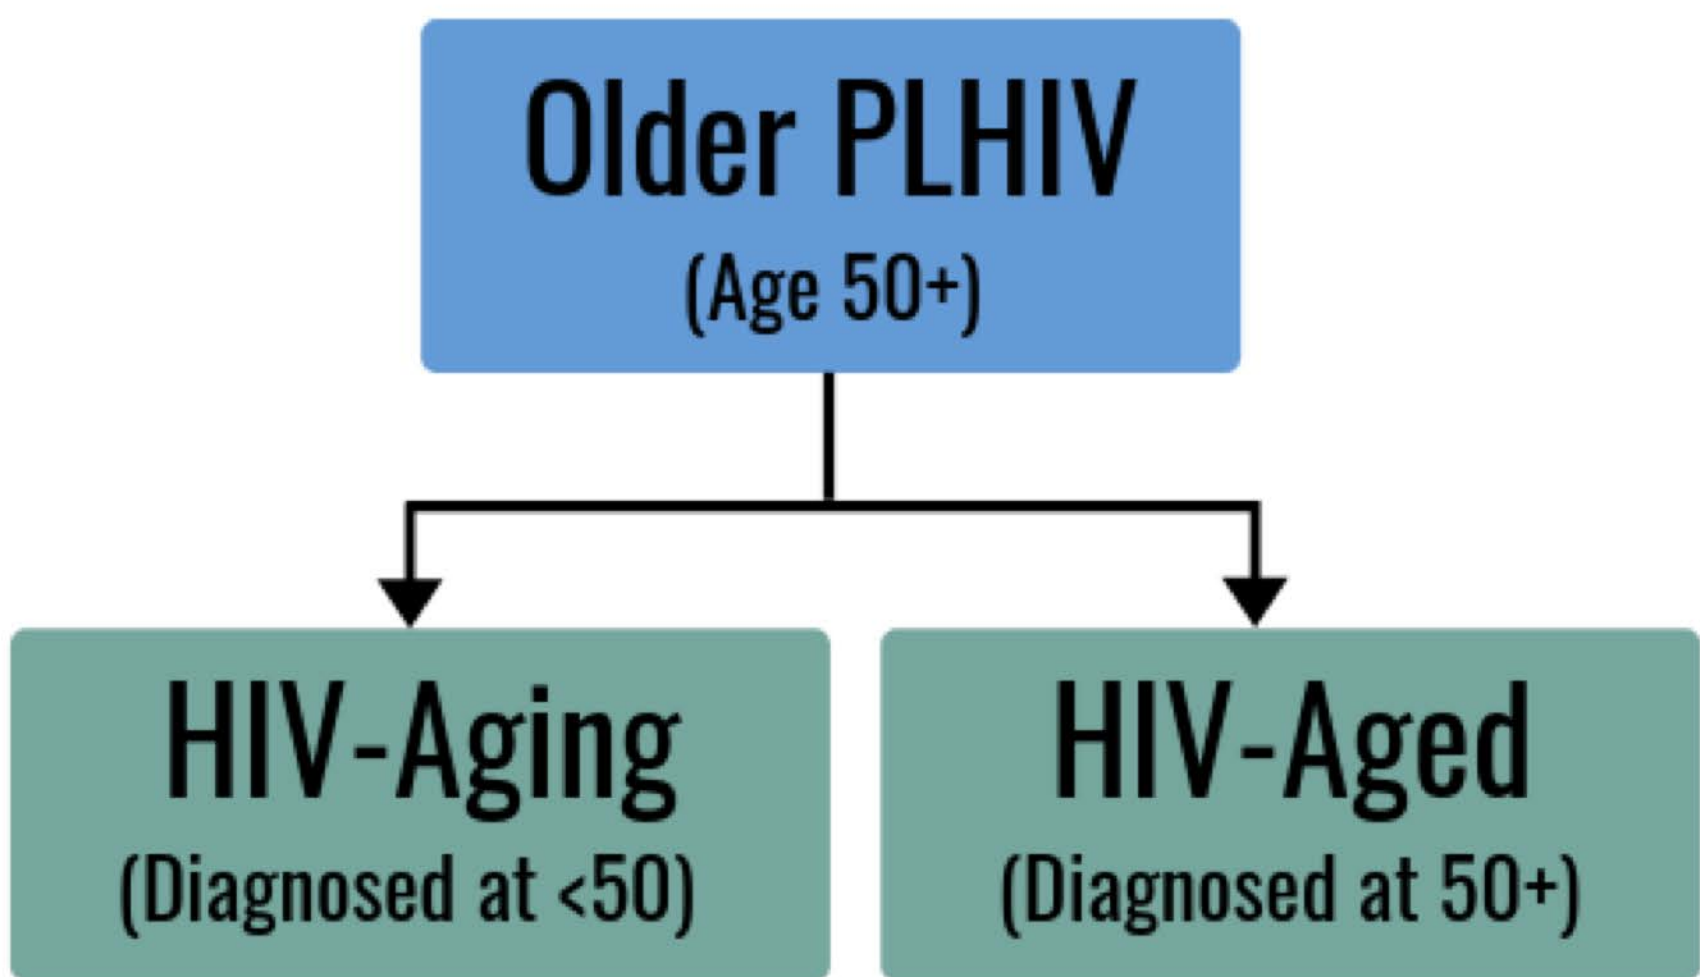 Older PLHIV
(Age 50+)
HIV-Aging
(Diagnosed at <50)
HIV-Aged
(Diagnosed at 50+)